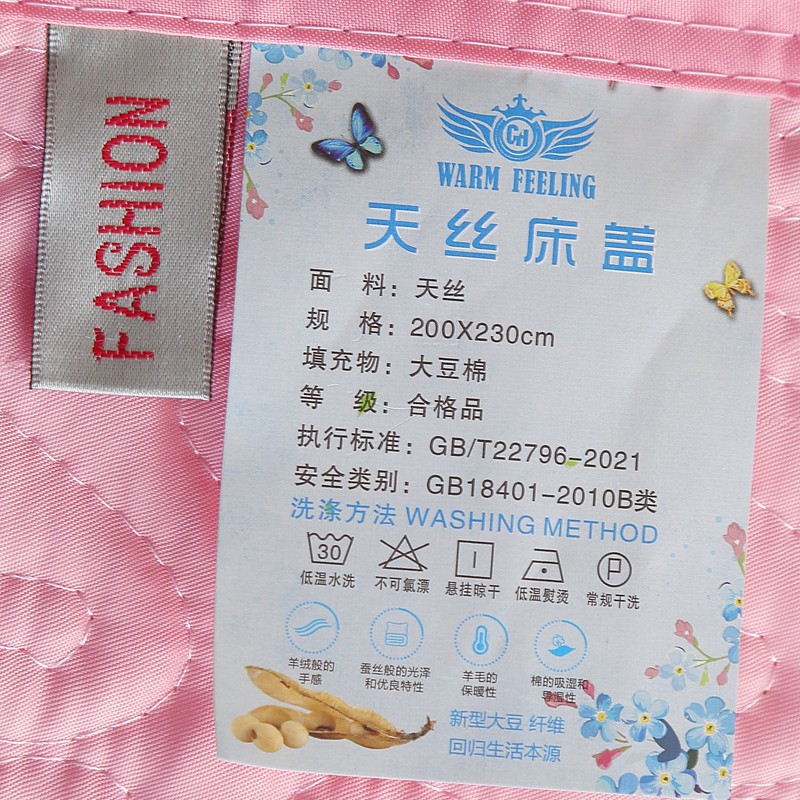 FASHION
CH
WARM FEELING
天丝床盖
面 料：天丝
规 格：200X230cm
填充物：大豆棉
等 级：合格品
执行标准：GB/T22796-2021
安全类别：GB18401-2010B类
洗涤方法 WASHING METHOD
30
P
低温水洗 不可氯漂 悬挂晾干 低温熨烫 常规干洗
羊绒般的
手感
蚕丝般的光泽
和优良特性
羊毛的
保暖性
棉的吸湿和
导湿性
新型大豆 纤维
回归生活本源